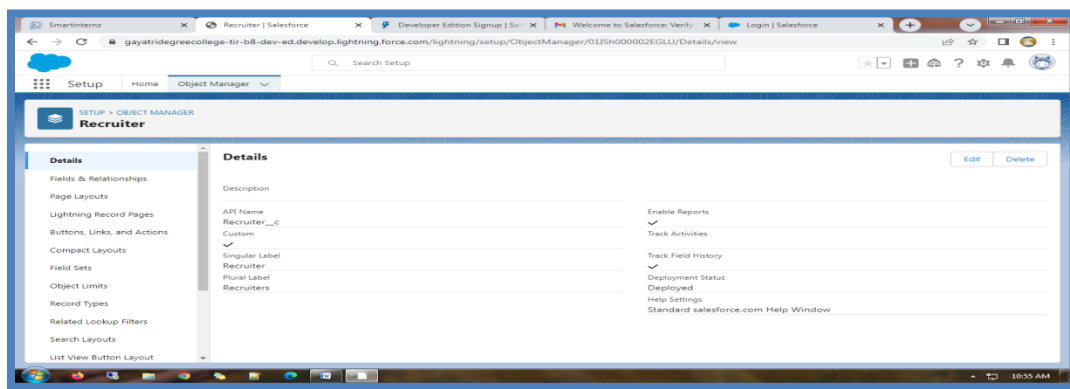 Smartinternz
Recruiter | Salesforce
Developer Edition Signup | Sal
Welcome to Salesforce: Verify
Login | Salesforce
gayatridegreecollege-tir-b8-dev-ed.develop.lightning.force.com/lightning/setup/ObjectManager/01I5h000002EGLU/Details/view
Search Setup
Setup Home Object Manager
SETUP > OBJECT MANAGER
Recruiter
Details
Fields & Relationships
Page Layouts
Lightning Record Pages
Buttons, Links, and Actions
Compact Layouts
Field Sets
Object Limits
Record Types
Related Lookup Filters
Search Layouts
List View Button Layout
Details
Edit Delete
Description
API Name
Recruiter__c
Custom
Singular Label
Recruiter
Plural Label
Recruiters
Enable Reports
Track Activities
Track Field History
Deployment Status
Deployed
Help Settings
Standard salesforce.com Help Window
10:55 AM